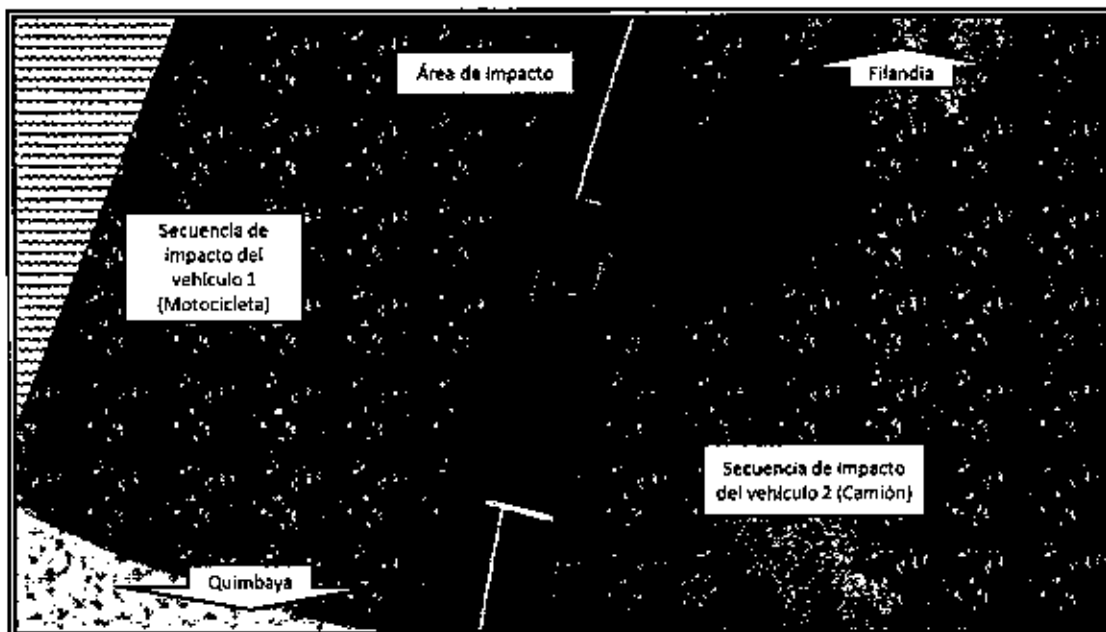 Área de impacto
Filandia
Secuencia de
impacto del
vehículo 1
(Motocicleta)
Secuencia de impacto
del vehículo 2 (Camión)
Quimbaya